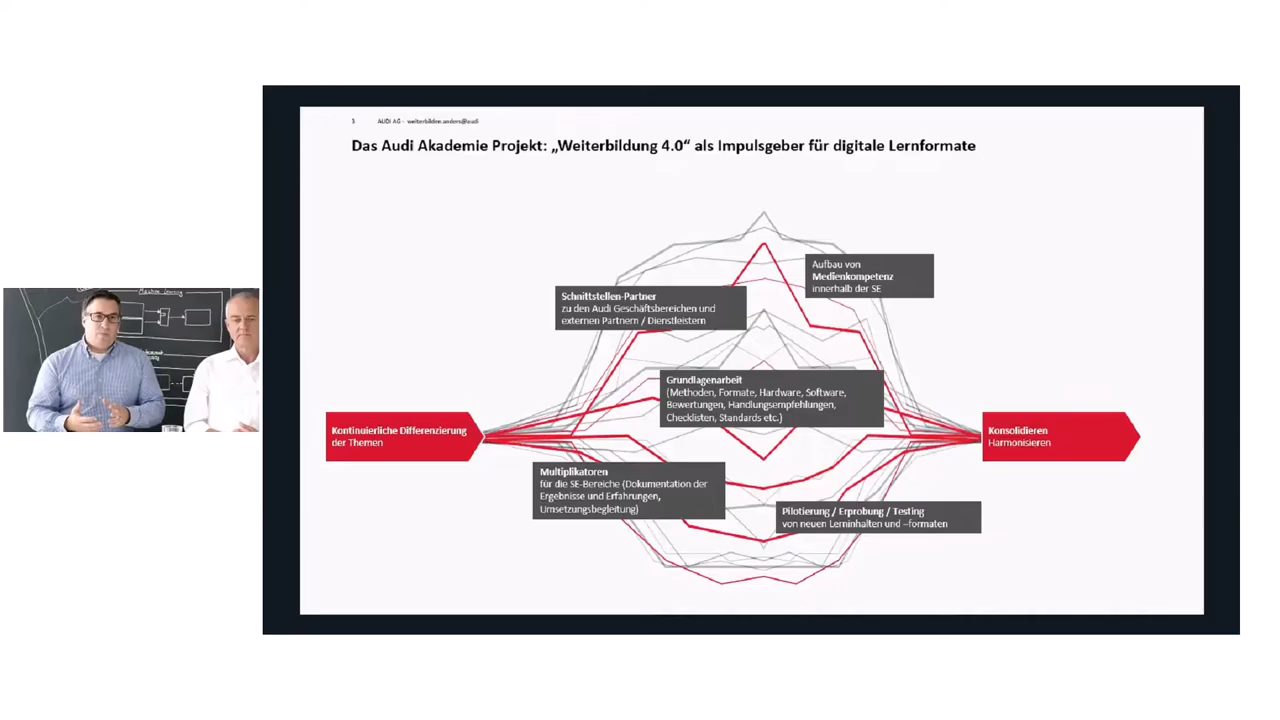 3 AUDI AG - weiterbilden.anders@audi
Das Audi Akademie Projekt: „Weiterbildung 4.0“ als Impulsgeber für digitale Lernformate
Aufbau von
Medienkompetenz
innerhalb der SE
Schnittstellen-Partner
zu den Audi Geschäftsbereichen und
externen Partnern / Dienstleistern
Grundlagenarbeit
(Methoden, Formate, Hardware, Software,
Bewertungen, Handlungsempfehlungen,
Checklisten, Standards etc.)
Kontinuierliche Differenzierung
der Themen
Konsolidieren
Harmonisieren
Multiplikatoren
für die SE-Bereiche (Dokumentation der
Ergebnisse und Erfahrungen,
Umsetzungsbegleitung)
Pilotierung / Erprobung / Testing
von neuen Lerninhalten und –formaten
Machine Learning